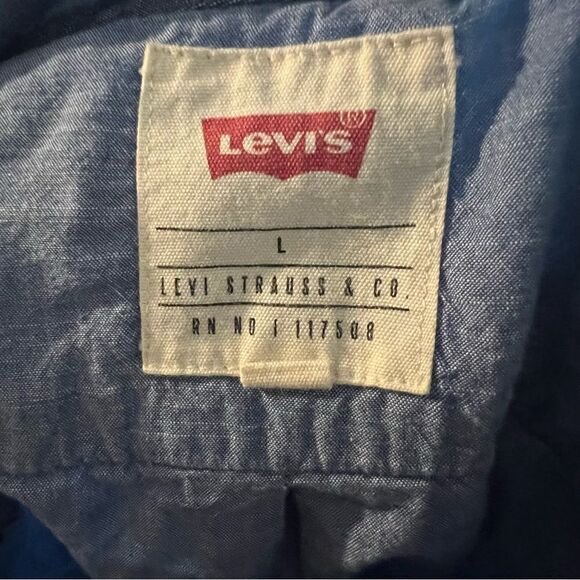 LEVI'S®
L
LEVI STRAUSS & CO.
RN NO / 117508